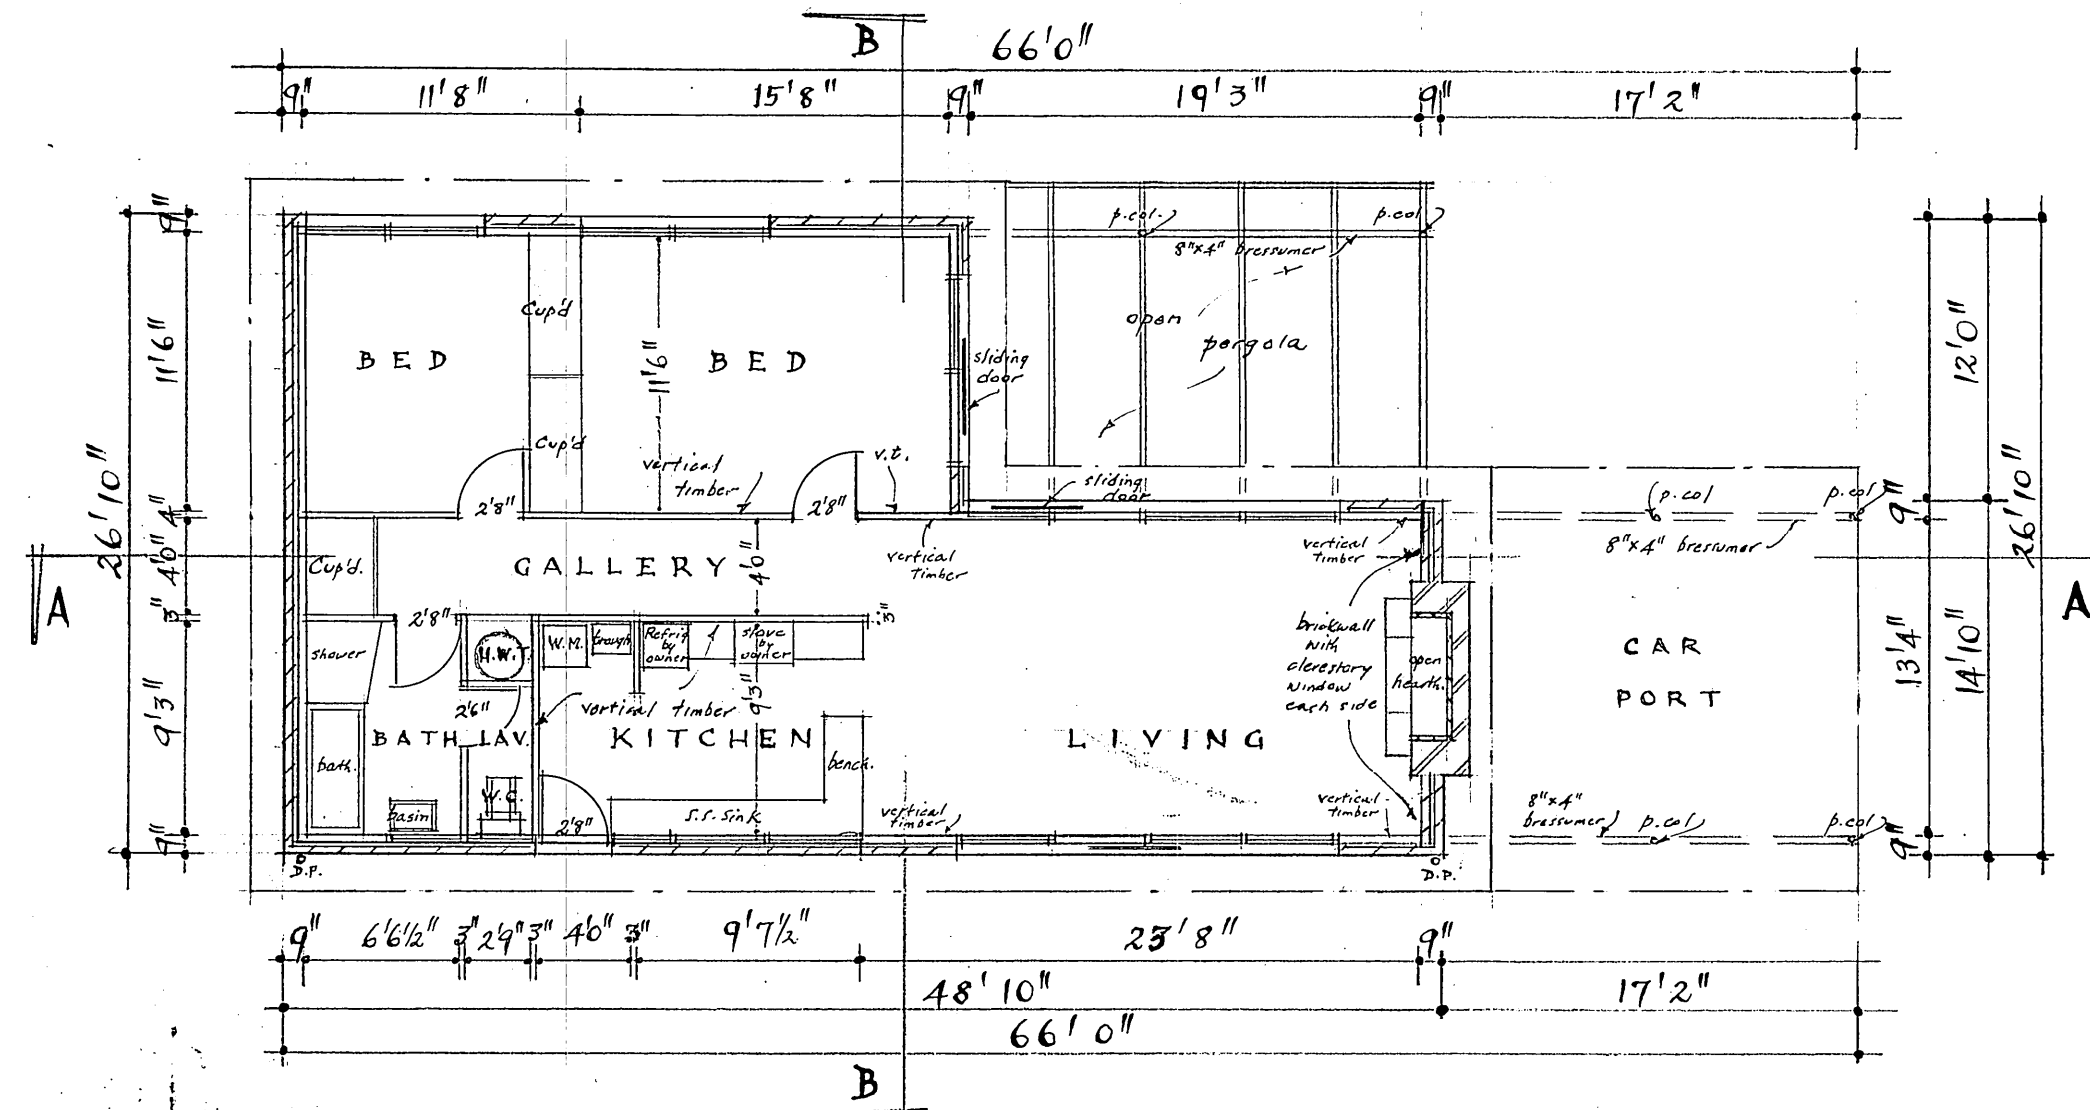 B
66'0"
9" 11'8" 15'8" 9" 19'3" 9" 17'2"
9"
p.col.
p.col
8"x4" bressumer
Cup'd
open
11'6"
11'6"
12'0"
BED
BED
pergola
sliding door
26'10"
26'10"
Cup'd
vertical timber
v.t.
sliding door
p.col
p.col
4"
2'8"
2'8"
9"
8"x4" bressumer
vertical timber
vertical timber
4'0"
Cup'd.
GALLERY
4'0"
A
A
3"
2'8"
3"
shower
H.W.T.
W.M.
trough
Refrig by owner
stove by owner
brickwall with clerestory window each side
open hearth.
CAR PORT
13'4"
14'10"
9'3"
9'3"
2'6"
vertical timber
BATH
LAV.
KITCHEN
LIVING
bath.
bench.
W.C.
basin
2'8"
s.s. sink
vertical timber
vertical timber
8"x4" bressumer
p.col
p.col
9"
9"
D.P.
D.P.
9" 6'6½" 3" 2'9" 3" 4'0" 3" 9'7½" 23'8" 9"
48'10" 17'2"
66'0"
B